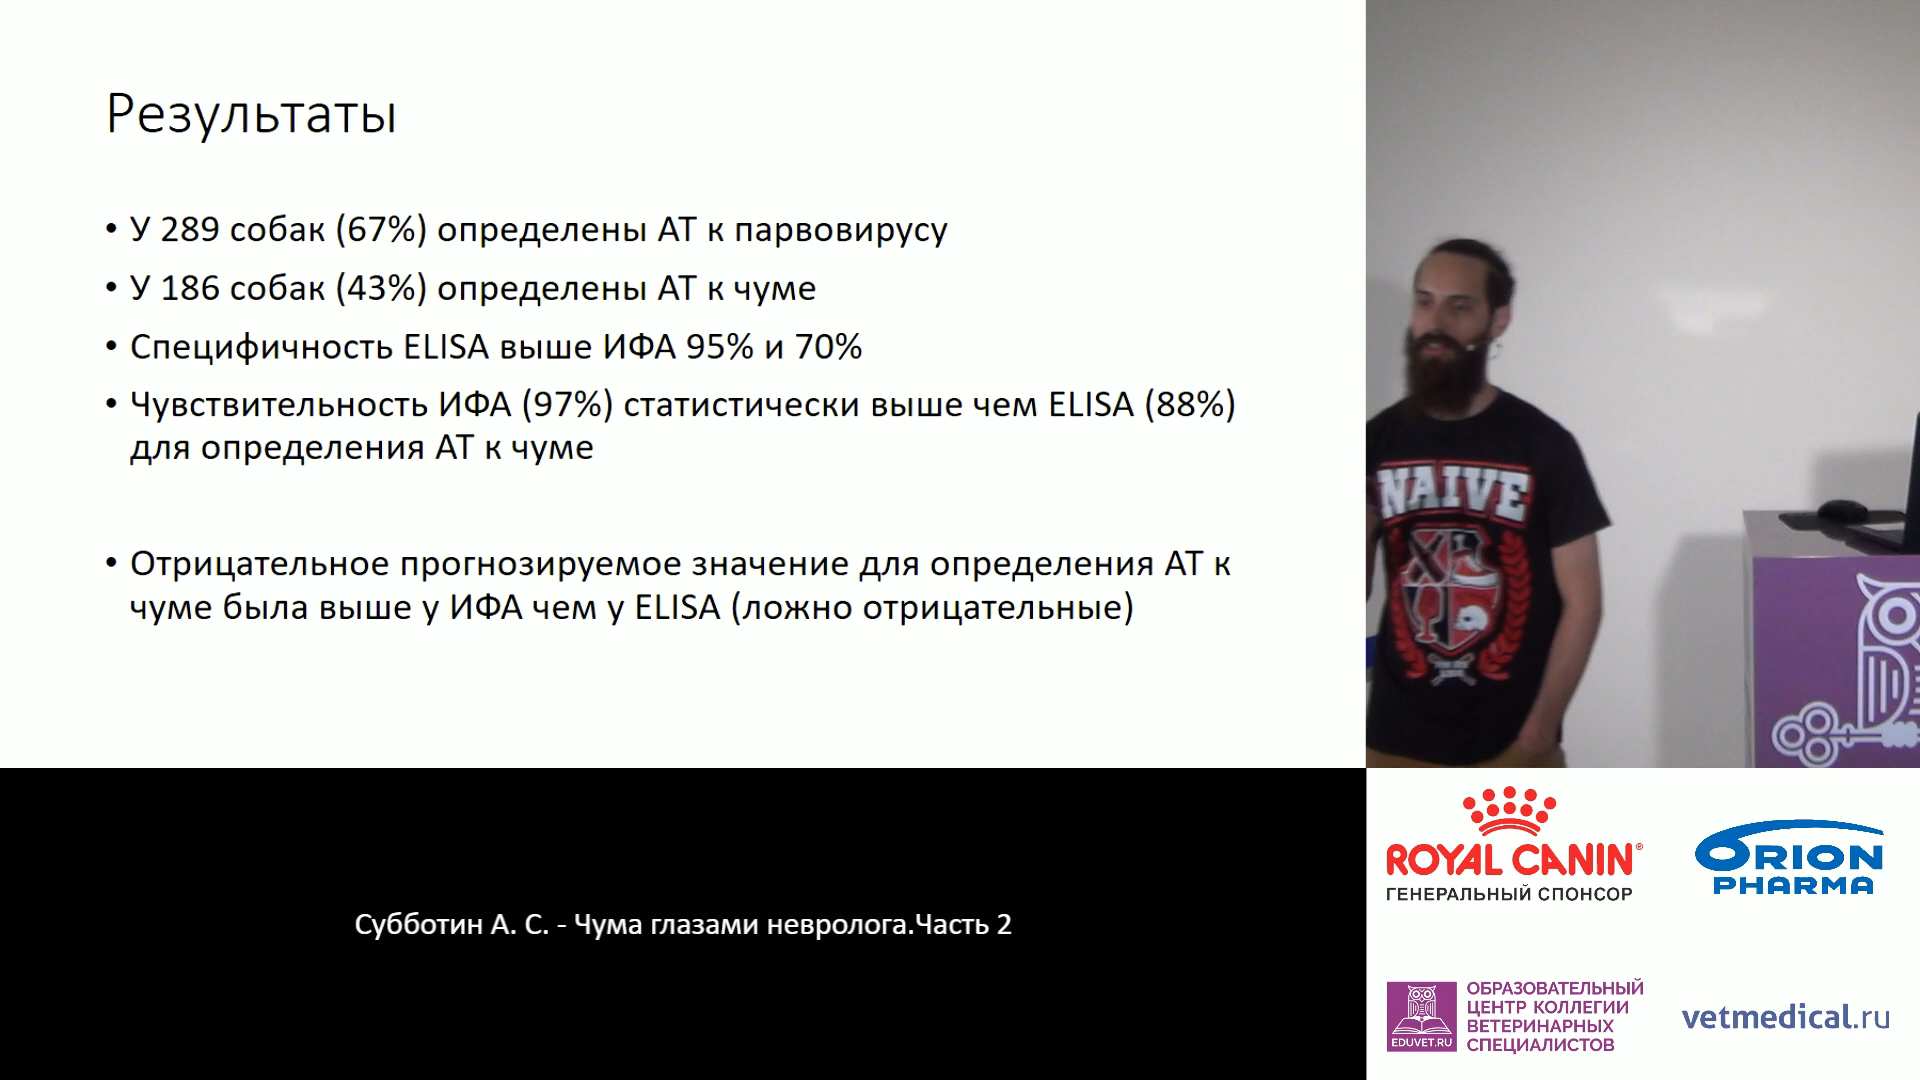 Результаты
• У 289 собак (67%) определены АТ к парвовирусу
• У 186 собак (43%) определены АТ к чуме
• Специфичность ELISA выше ИФА 95% и 70%
• Чувствительность ИФА (97%) статистически выше чем ELISA (88%)
для определения АТ к чуме
• Отрицательное прогнозируемое значение для определения АТ к
чуме была выше у ИФА чем у ELISA (ложно отрицательные)
NAIVE
Субботин А. С. - Чума глазами невролога.Часть 2
ROYAL CANIN®
ГЕНЕРАЛЬНЫЙ СПОНСОР
ORION
PHARMA
EDUVET.RU
ОБРАЗОВАТЕЛЬНЫЙ
ЦЕНТР КОЛЛЕГИИ
ВЕТЕРИНАРНЫХ
СПЕЦИАЛИСТОВ
vetmedical.ru